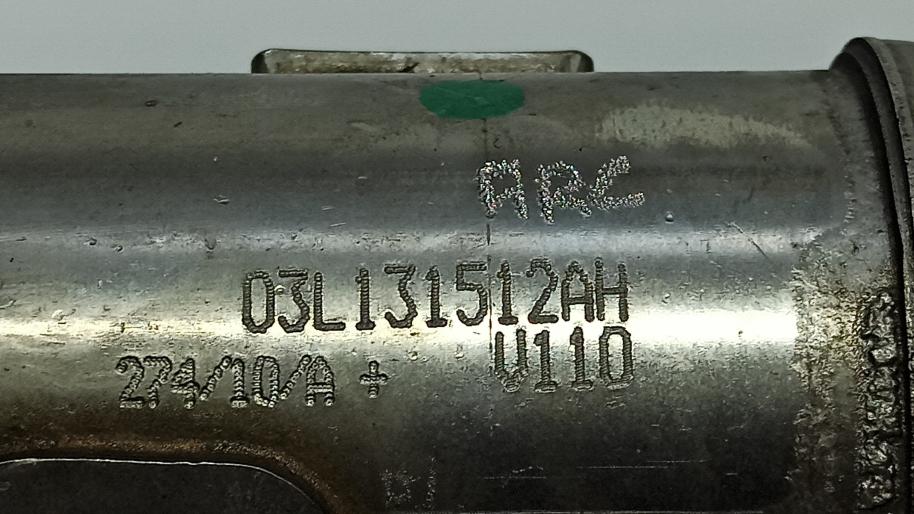 ARC
03L131512AH
V110
274/10/A +